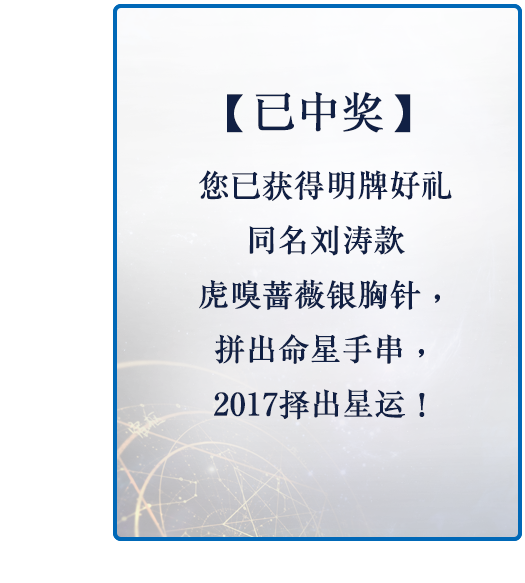 【已中奖】
您已获得明牌好礼
同名刘涛款
虎嗅蔷薇银胸针，
拼出命星手串，
2017择出星运！